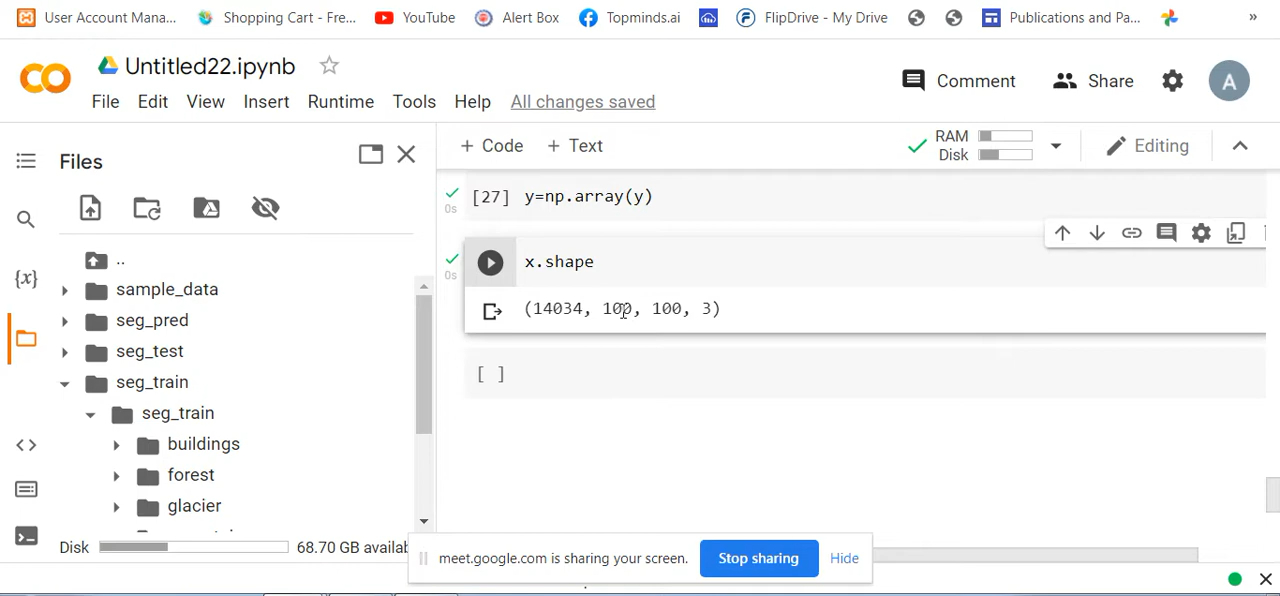 User Account Mana... Shopping Cart - Fre... YouTube Alert Box Topminds.ai FlipDrive - My Drive Publications and Pa... »
CO Untitled22.ipynb
Comment Share A
File Edit View Insert Runtime Tools Help All changes saved
Files
+ Code + Text
RAM
Disk
Editing
[27] y=np.array(y)
0s
x.shape
0s
(14034, 100, 100, 3)
[ ]
{x}
..
sample_data
seg_pred
seg_test
seg_train
seg_train
buildings
forest
glacier
Disk 68.70 GB availab
meet.google.com is sharing your screen. Stop sharing Hide